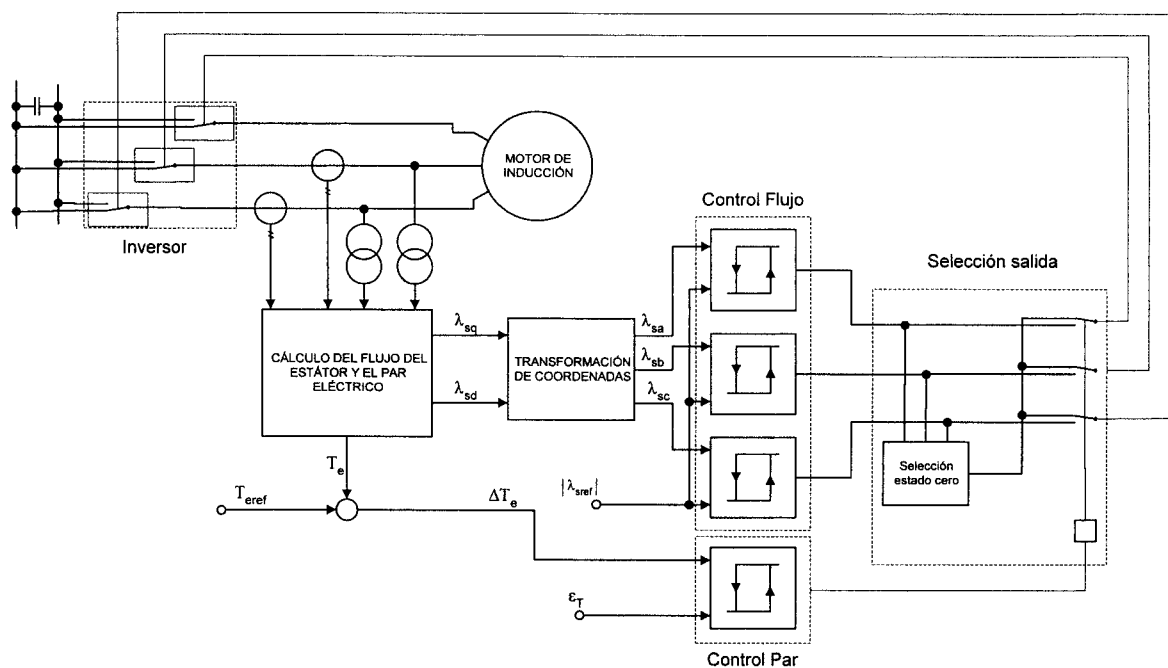 MOTOR DE
INDUCCIÓN
Inversor
Control Flujo
Selección salida
CÁLCULO DEL FLUJO DEL
ESTÁTOR Y EL PAR
ELÉCTRICO
λsq
λsd
TRANSFORMACIÓN
DE COORDENADAS
λsa
λsb
λsc
Selección
estado cero
Te
Teref
ΔTe
|λsref|
εT
Control Par